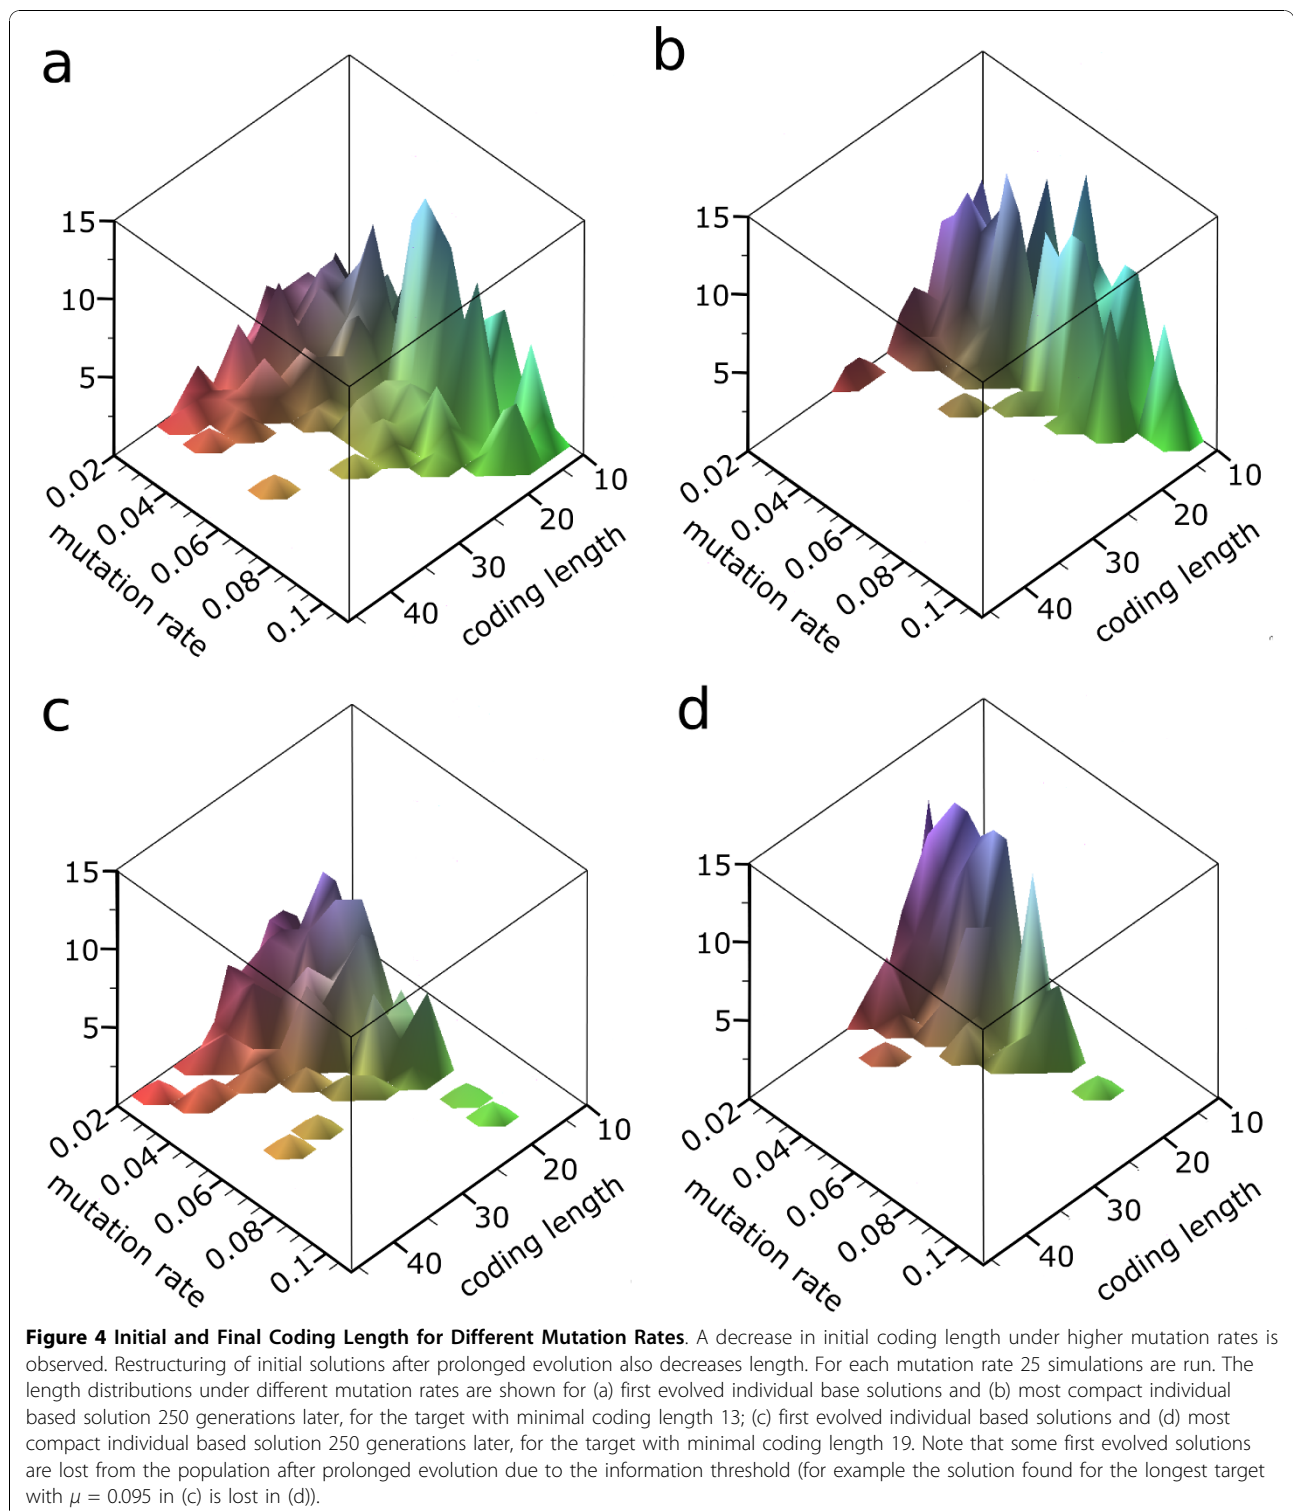 a
b
15
10
5
0.02
0.04
0.06
0.08
0.1
mutation rate
40
30
20
10
coding length
15
10
5
0.02
0.04
0.06
0.08
0.1
mutation rate
40
30
20
10
coding length
c
d
15
10
5
0.02
0.04
0.06
0.08
0.1
mutation rate
40
30
20
10
coding length
15
10
5
0.02
0.04
0.06
0.08
0.1
mutation rate
40
30
20
10
coding length
Figure 4 Initial and Final Coding Length for Different Mutation Rates. A decrease in initial coding length under higher mutation rates is
observed. Restructuring of initial solutions after prolonged evolution also decreases length. For each mutation rate 25 simulations are run. The
length distributions under different mutation rates are shown for (a) first evolved individual base solutions and (b) most compact individual
based solution 250 generations later, for the target with minimal coding length 13; (c) first evolved individual based solutions and (d) most
compact individual based solution 250 generations later, for the target with minimal coding length 19. Note that some first evolved solutions
are lost from the population after prolonged evolution due to the information threshold (for example the solution found for the longest target
with μ = 0.095 in (c) is lost in (d)).